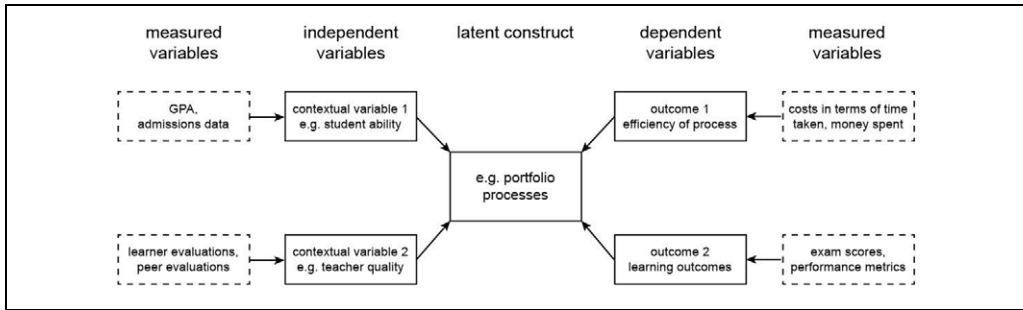 measured
variables
independent
variables
latent construct
dependent
variables
measured
variables
GPA,
admissions data
contextual variable 1
e.g. student ability
outcome 1
efficiency of process
costs in terms of time
taken, money spent
e.g. portfolio
processes
learner evaluations,
peer evaluations
contextual variable 2
e.g. teacher quality
outcome 2
learning outcomes
exam scores,
performance metrics